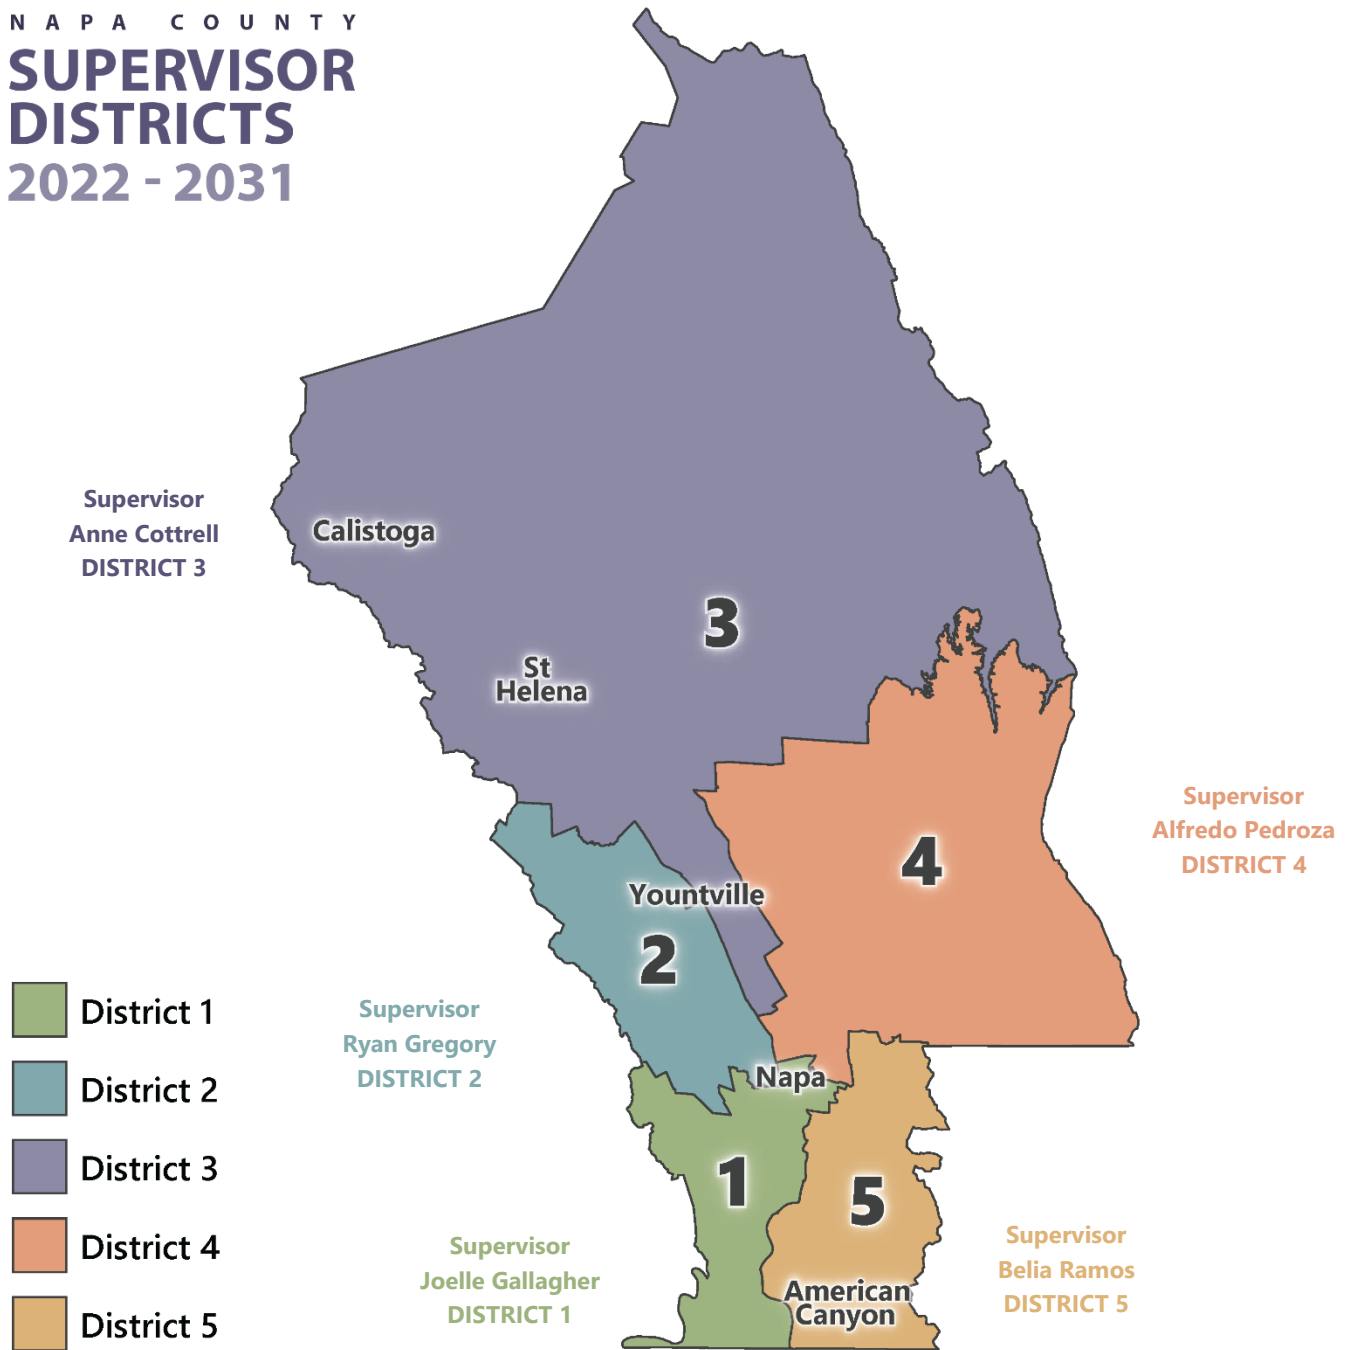 NAPA COUNTY
SUPERVISOR
DISTRICTS
2022 - 2031
Supervisor
Anne Cottrell
DISTRICT 3
Calistoga
3
St
Helena
Supervisor
Alfredo Pedroza
DISTRICT 4
4
Yountville
2
Supervisor
Ryan Gregory
DISTRICT 2
Napa
1
5
Supervisor
Joelle Gallagher
DISTRICT 1
Supervisor
Belia Ramos
DISTRICT 5
American
Canyon
District 1
District 2
District 3
District 4
District 5